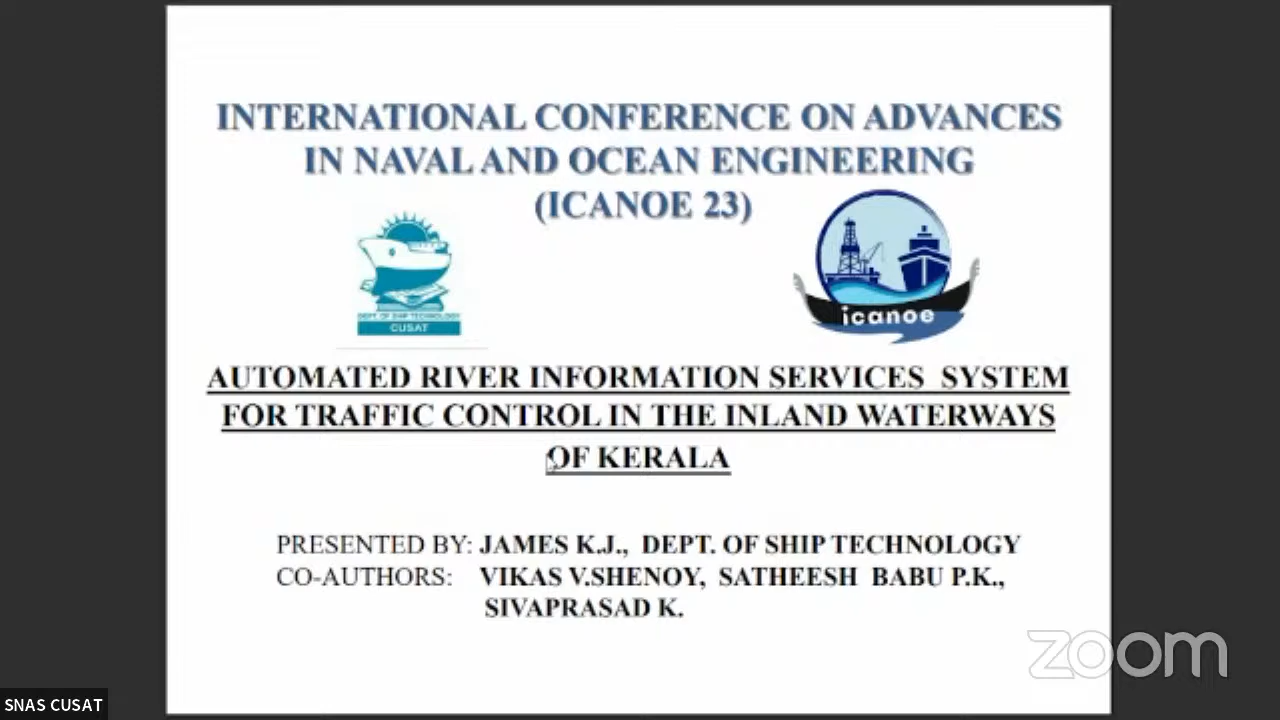 INTERNATIONAL CONFERENCE ON ADVANCES
IN NAVAL AND OCEAN ENGINEERING
(ICANOE 23)
DEPT. OF SHIP TECHNOLOGY
CUSAT
icanoe
AUTOMATED RIVER INFORMATION SERVICES SYSTEM
FOR TRAFFIC CONTROL IN THE INLAND WATERWAYS
OF KERALA
PRESENTED BY: JAMES K.J., DEPT. OF SHIP TECHNOLOGY
CO-AUTHORS: VIKAS V.SHENOY, SATHEESH BABU P.K.,
SIVAPRASAD K.
zoom
SNAS CUSAT